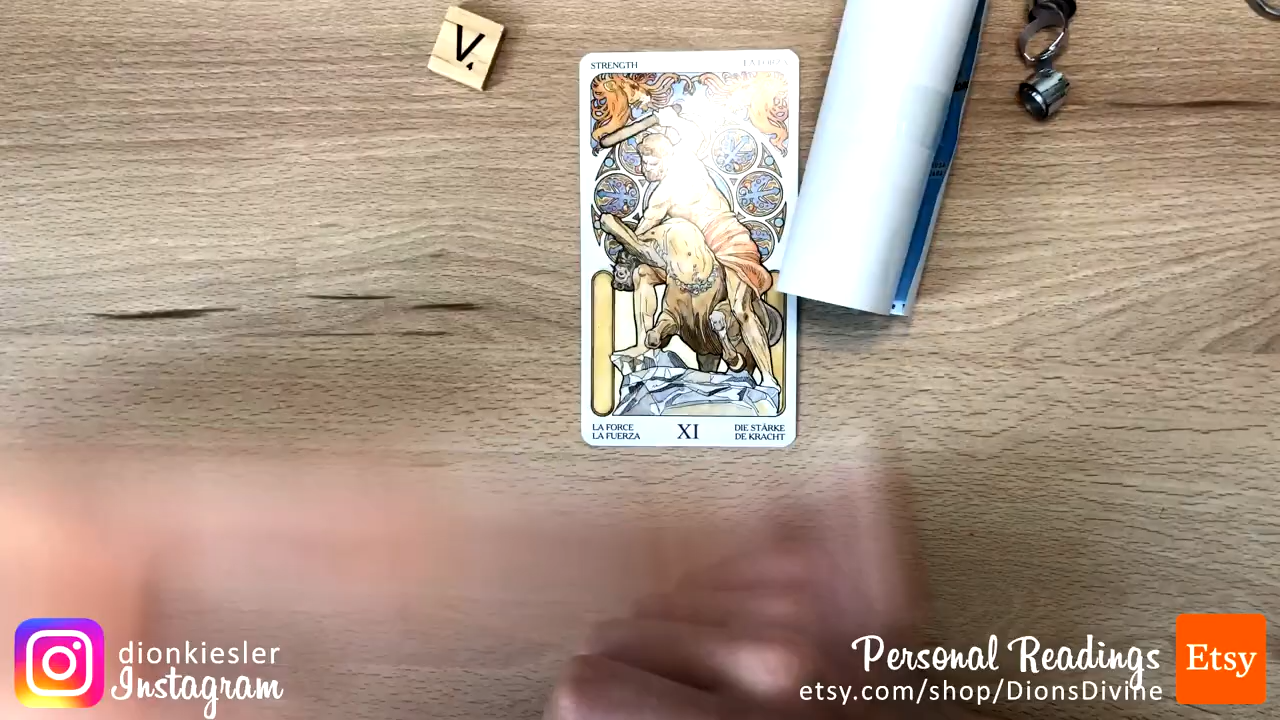 V
4
STRENGTH
LA FORZA
LA FORCE
LA FUERZA
XI
DIE STÄRKE
DE KRACHT
dionkiesler
Instagram
Personal Readings
etsy.com/shop/DionsDivine
Etsy